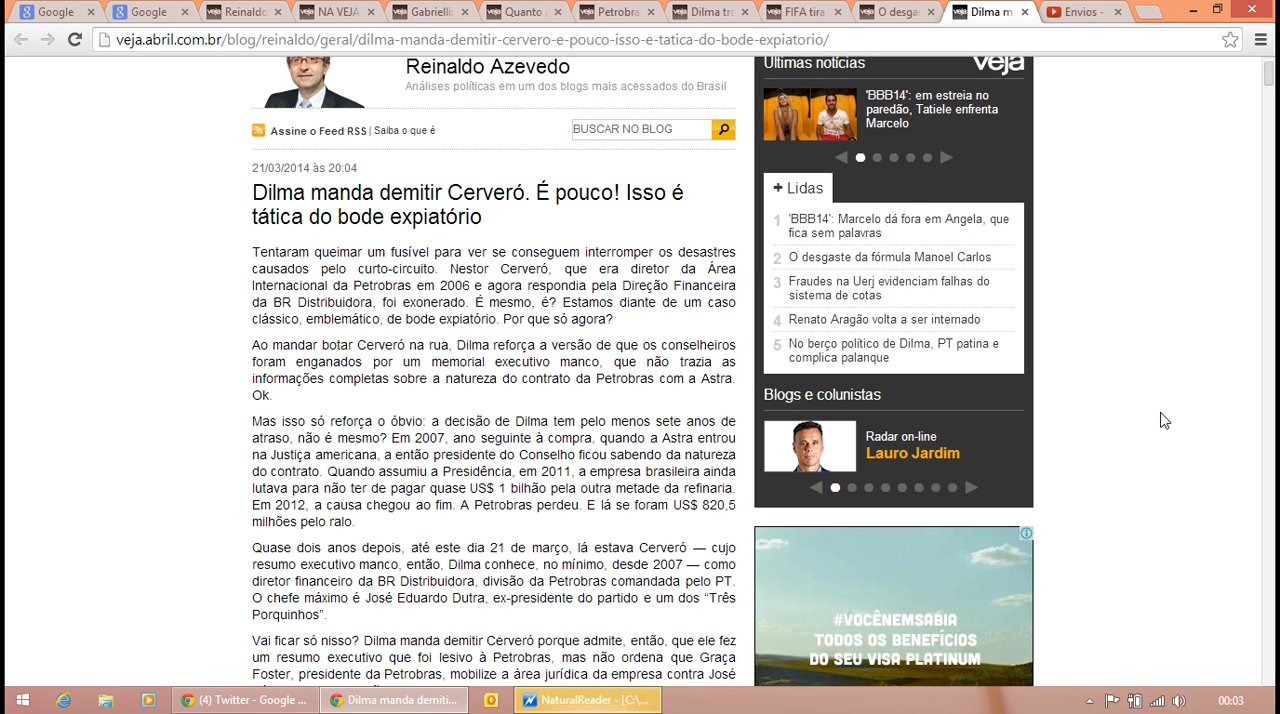 Google
Google
Reinaldo
NA VEJA
Gabrielli
Quanto
Petrobra
Dilma tra
FIFA tira
O desgas
Dilma m
Envios -
veja.abril.com.br/blog/reinaldo/geral/dilma-manda-demitir-cervero-e-pouco-isso-e-tatica-do-bode-expiatorio/
Reinaldo Azevedo
Análises políticas em um dos blogs mais acessados do Brasil
Assine o Feed RSS | Saiba o que é
BUSCAR NO BLOG
21/03/2014 às 20:04
Dilma manda demitir Cerveró. É pouco! Isso é
tática do bode expiatório
Tentaram queimar um fusível para ver se conseguem interromper os desastres
causados pelo curto-circuito. Nestor Cerveró, que era diretor da Área
Internacional da Petrobras em 2006 e agora respondia pela Direção Financeira
da BR Distribuidora, foi exonerado. É mesmo, é? Estamos diante de um caso
clássico, emblemático, de bode expiatório. Por que só agora?
Ao mandar botar Cerveró na rua, Dilma reforça a versão de que os conselheiros
foram enganados por um memorial executivo manco, que não trazia as
informações completas sobre a natureza do contrato da Petrobras com a Astra.
Ok.
Mas isso só reforça o óbvio: a decisão de Dilma tem pelo menos sete anos de
atraso, não é mesmo? Em 2007, ano seguinte à compra, quando a Astra entrou
na Justiça americana, a então presidente do Conselho ficou sabendo da natureza
do contrato. Quando assumiu a Presidência, em 2011, a empresa brasileira ainda
lutava para não ter de pagar quase US$ 1 bilhão pela outra metade da refinaria.
Em 2012, a causa chegou ao fim. A Petrobras perdeu. E lá se foram US$ 820,5
milhões pelo ralo.
Quase dois anos depois, até este dia 21 de março, lá estava Cerveró — cujo
resumo executivo manco, então, Dilma conhece, no mínimo, desde 2007 — como
diretor financeiro da BR Distribuidora, divisão da Petrobras comandada pelo PT.
O chefe máximo é José Eduardo Dutra, ex-presidente do partido e um dos “Três
Porquinhos”.
Vai ficar só nisso? Dilma manda demitir Cerveró porque admite, então, que ele fez
um resumo executivo que foi lesivo à Petrobras, mas não ordena que Graça
Foster, presidente da Petrobras, mobilize a área jurídica da empresa contra José
Últimas notícias
veja
'BBB14': em estreia no
paredão, Tatiele enfrenta
Marcelo
+ Lidas
1 'BBB14': Marcelo dá fora em Angela, que
fica sem palavras
2 O desgaste da fórmula Manoel Carlos
3 Fraudes na Uerj evidenciam falhas do
sistema de cotas
4 Renato Aragão volta a ser internado
5 No berço político de Dilma, PT patina e
complica palanque
Blogs e colunistas
Radar on-line
Lauro Jardim
#VOCÊNEMSABIA
TODOS OS BENEFÍCIOS
DO SEU VISA PLATINUM
(4) Twitter - Google ...
Dilma manda demiti...
NaturalReader - [C:\...
00:03